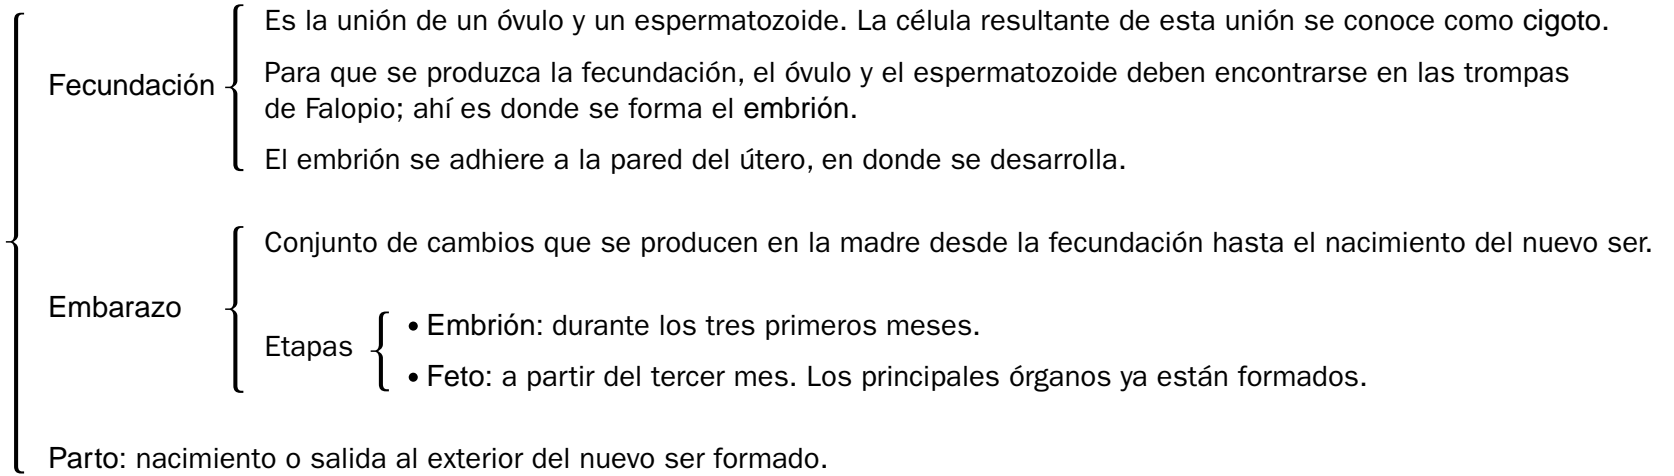 Fecundación
Es la unión de un óvulo y un espermatozoide. La célula resultante de esta unión se conoce como cigoto.
Para que se produzca la fecundación, el óvulo y el espermatozoide deben encontrarse en las trompas
de Falopio; ahí es donde se forma el embrión.
El embrión se adhiere a la pared del útero, en donde se desarrolla.
Embarazo
Conjunto de cambios que se producen en la madre desde la fecundación hasta el nacimiento del nuevo ser.
Etapas
• Embrión: durante los tres primeros meses.
• Feto: a partir del tercer mes. Los principales órganos ya están formados.
Parto: nacimiento o salida al exterior del nuevo ser formado.